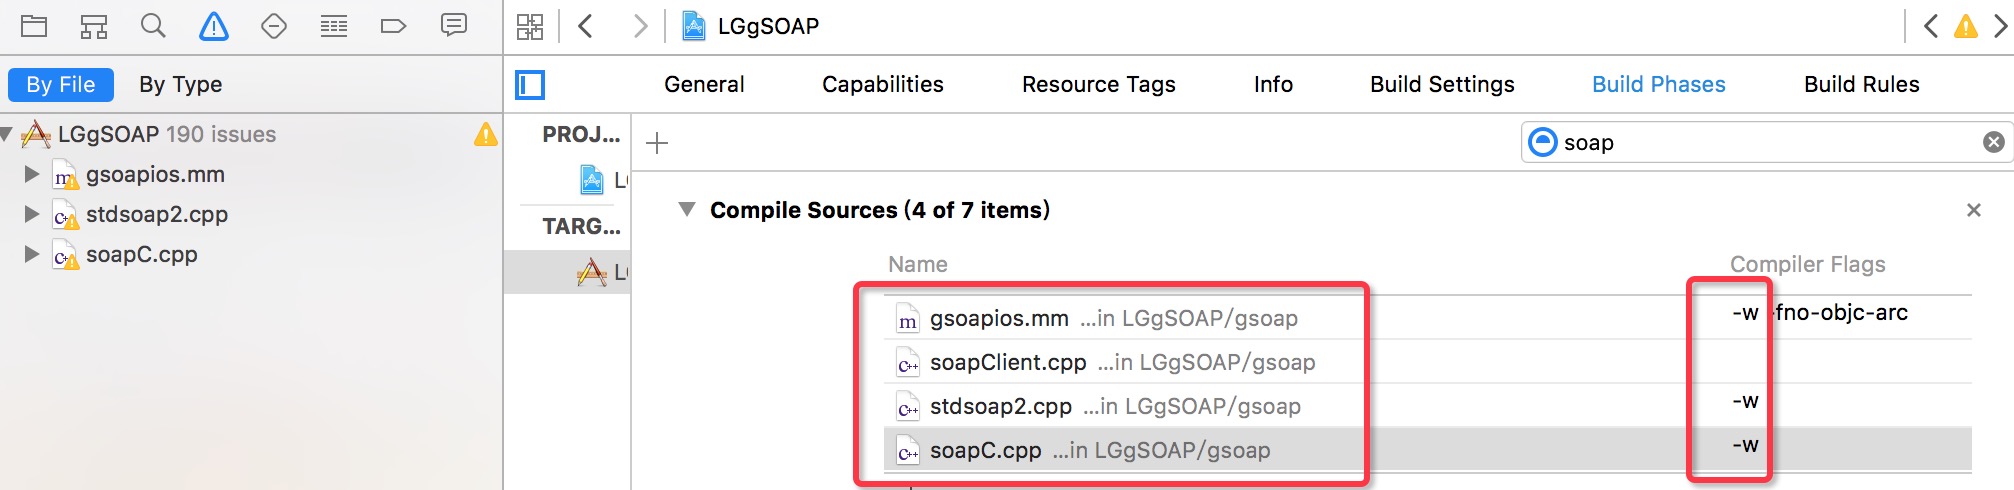 LGgSOAP
By File By Type
General Capabilities Resource Tags Info Build Settings Build Phases Build Rules
LGgSOAP 190 issues
PROJ...
soap
gsoapios.mm
stdsoap2.cpp
Compile Sources (4 of 7 items)
TARG...
soapC.cpp
Name Compiler Flags
gsoapios.mm ...in LGgSOAP/gsoap -w -fno-objc-arc
soapClient.cpp ...in LGgSOAP/gsoap
stdsoap2.cpp ...in LGgSOAP/gsoap -w
soapC.cpp ...in LGgSOAP/gsoap -w